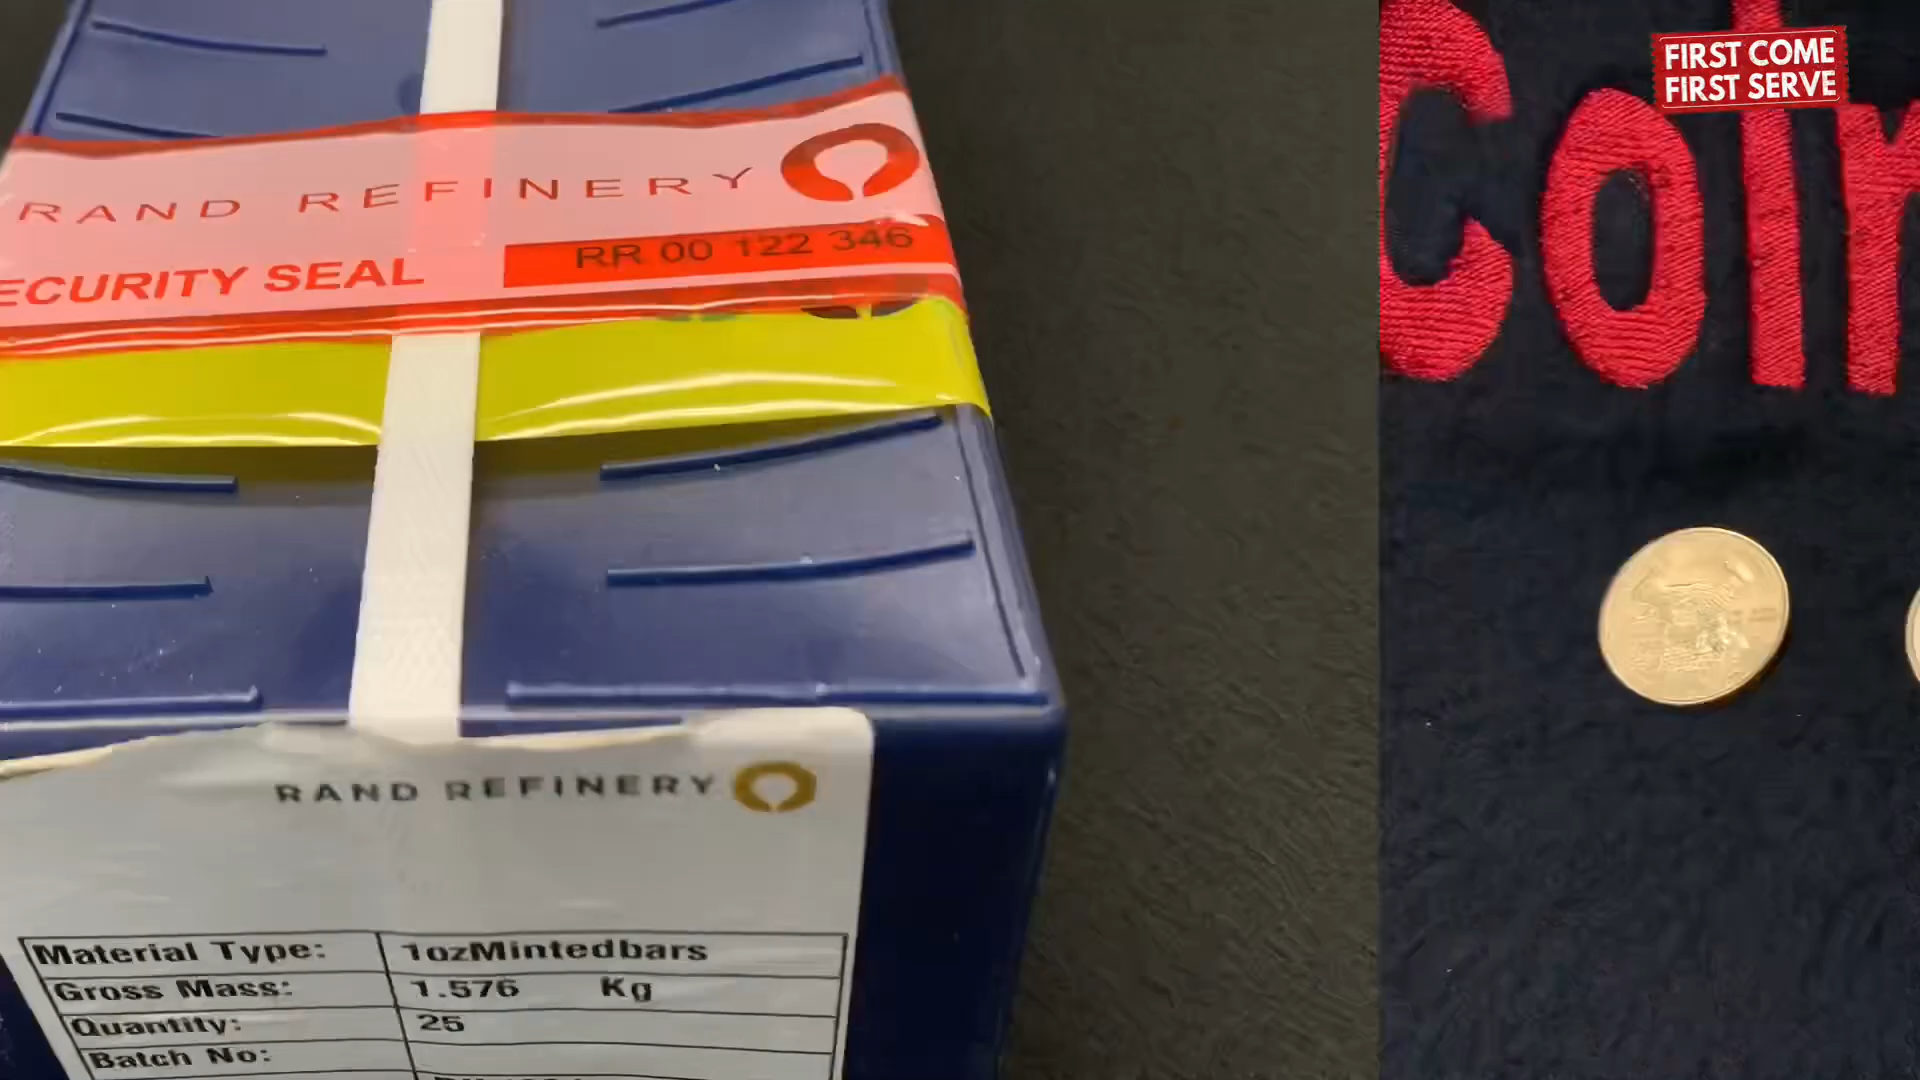 RAND REFINERY
ECURITY SEAL
RR 00 122 346
RAND REFINERY
Material Type: 1ozMintedbars
Gross Mass: 1.576 Kg
Quantity: 25
Batch No:
FIRST COME
FIRST SERVE
Coin